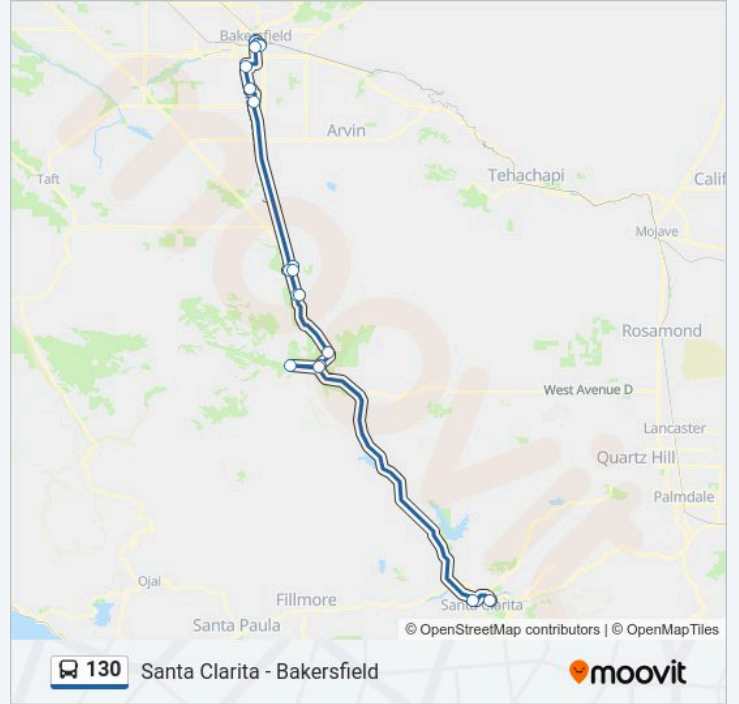 Bakersfield
Arvin
Tehachapi
Taft
Calif
Mojave
Rosamond
West Avenue D
Lancaster
Quartz Hill
Palmdale
Ojai
Fillmore
Santa Clarita
Santa Paula
© OpenStreetMap contributors | © OpenMapTiles
130 Santa Clarita - Bakersfield
moovit
moovit